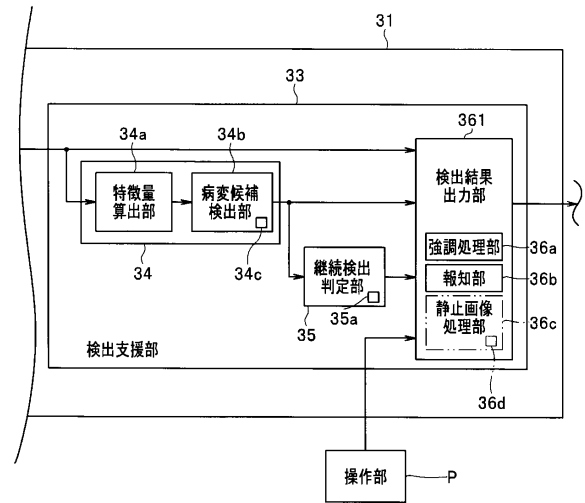 31
33
34a
34b
361
特徴量
算出部
病変候補
検出部
検出結果
出力部
34
34c
強調処理部
36a
継続検出
判定部
報知部
36b
35a
35
静止画像
処理部
36c
検出支援部
36d
操作部
P